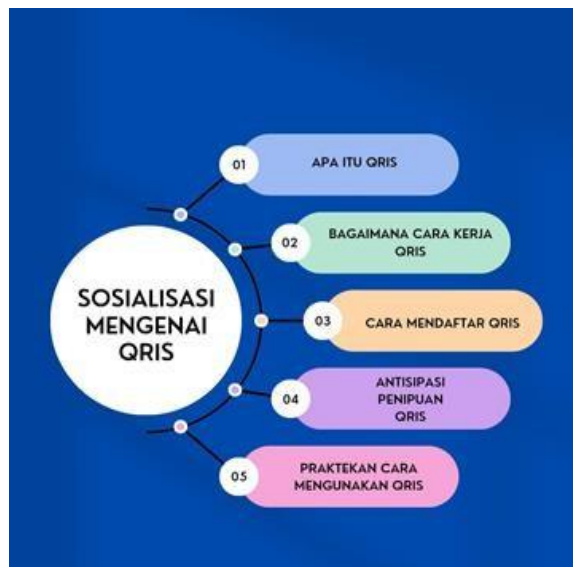 SOSIALISASI
MENGENAI
QRIS
01
APA ITU QRIS
02
BAGAIMANA CARA KERJA
QRIS
03
CARA MENDAFTAR QRIS
04
ANTISIPASI
PENIPUAN
QRIS
05
PRAKTEKAN CARA
MENGUNAKAN QRIS